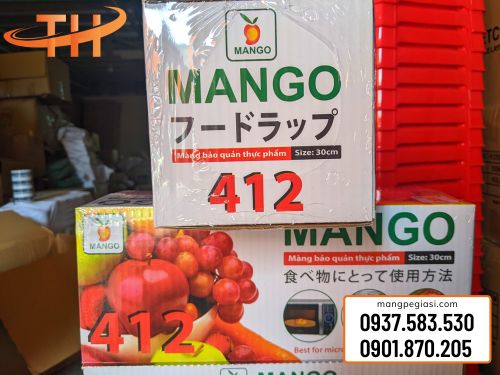 TH
MANGO
MANGO
フードラップ
Màng bảo quản thực phẩm Size: 30cm
412
MANGO
MANGO
Màng bảo quản thực phẩm Size: 30cm
食べ物にとって使用方法
412
Best for micro
mangpegiasi.com
0937.583.530
0901.870.205